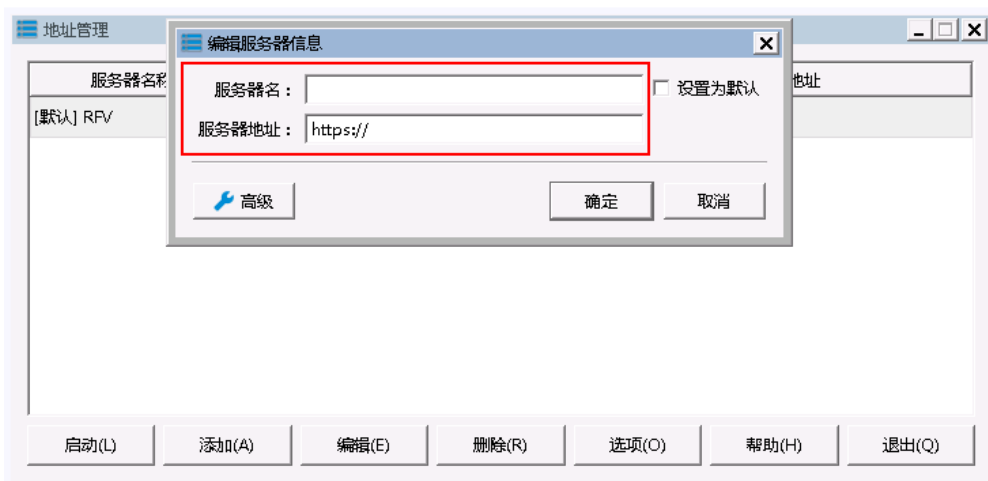 地址管理
编辑服务器信息
服务器名称
地址
服务器名：
设置为默认
[默认] RFV
服务器地址：
https://
高级
确定
取消
启动(L)
添加(A)
编辑(E)
删除(R)
选项(O)
帮助(H)
退出(Q)